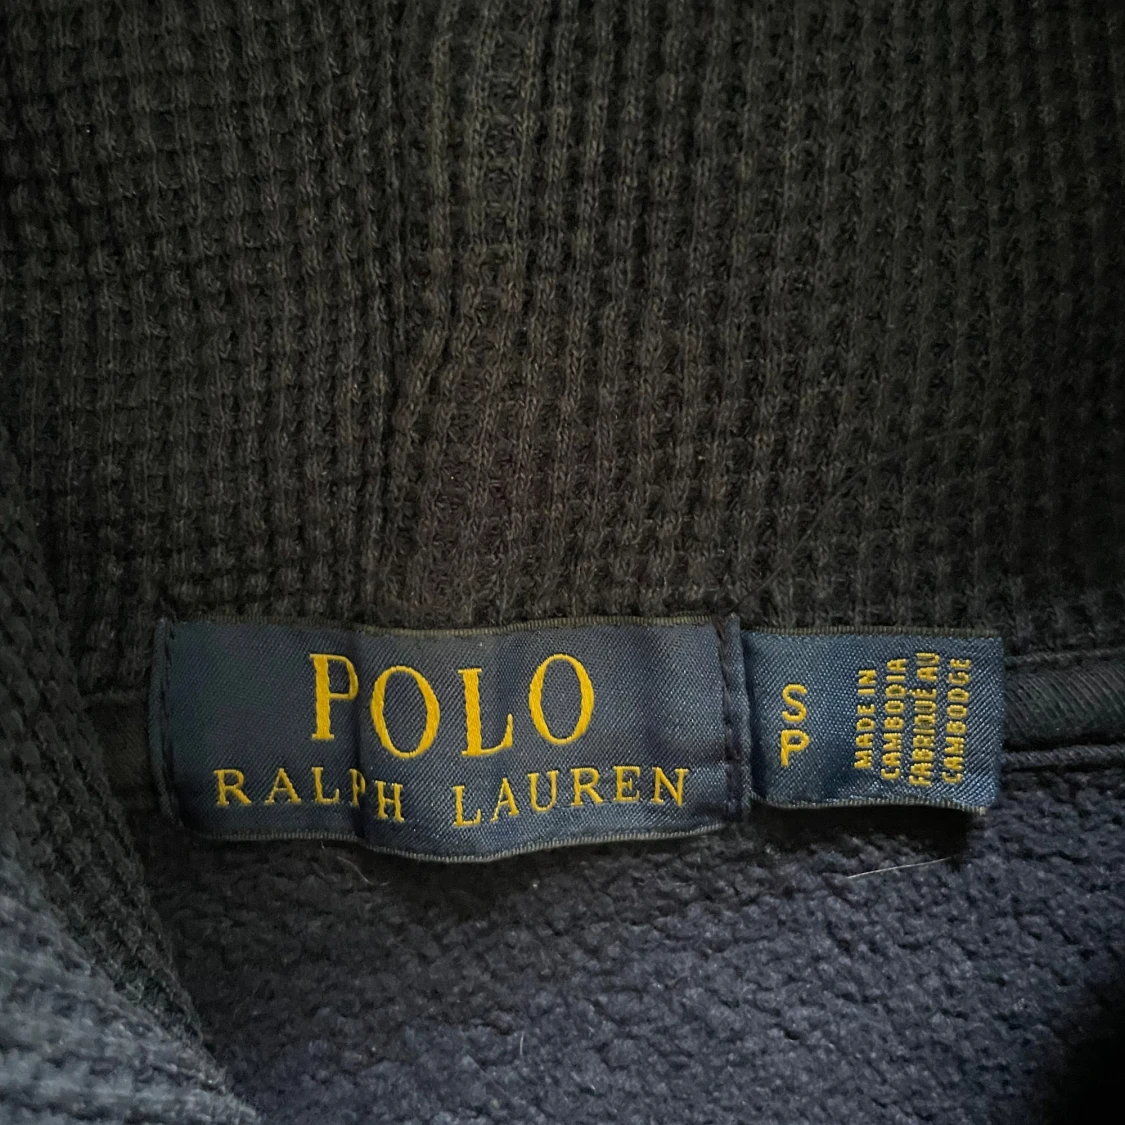 POLO
RALPH LAUREN
S
P
MADE IN
CAMBODIA
FABRIQUÉ AU
CAMBODGE